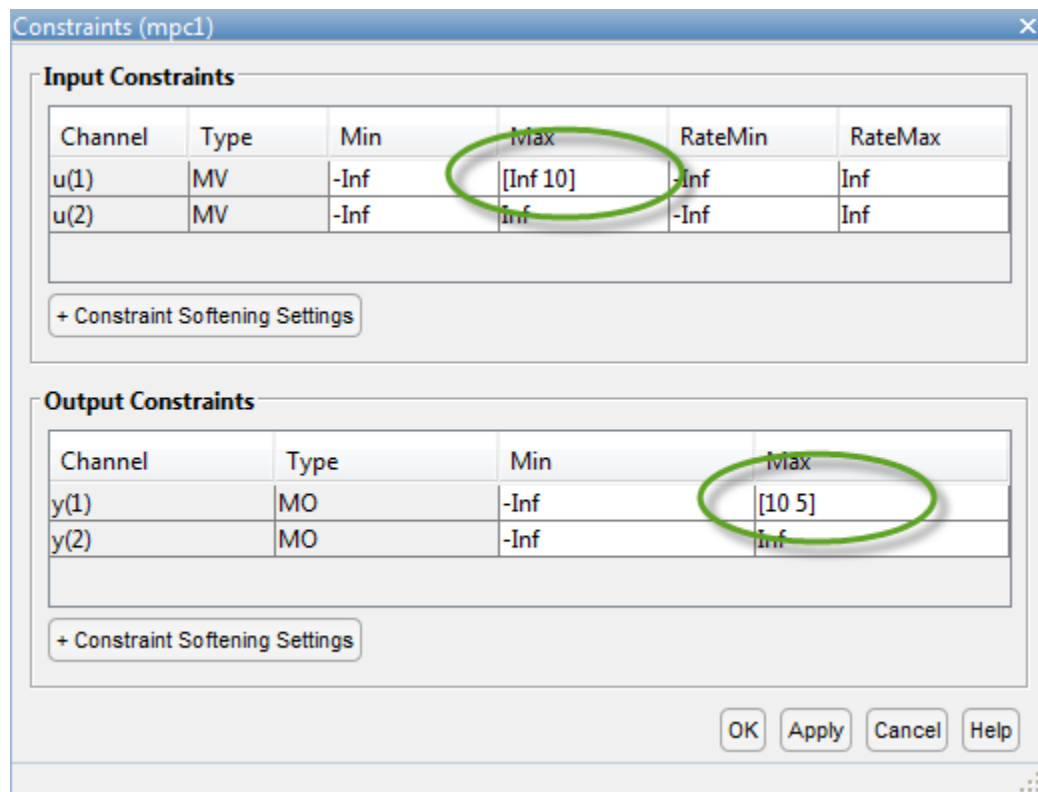 Constraints (mpc1)
Input Constraints
Channel Type Min Max RateMin RateMax
u(1) MV -Inf [Inf 10] -Inf Inf
u(2) MV -Inf Inf -Inf Inf
+ Constraint Softening Settings
Output Constraints
Channel Type Min Max
y(1) MO -Inf [10 5]
y(2) MO -Inf Inf
+ Constraint Softening Settings
OK Apply Cancel Help